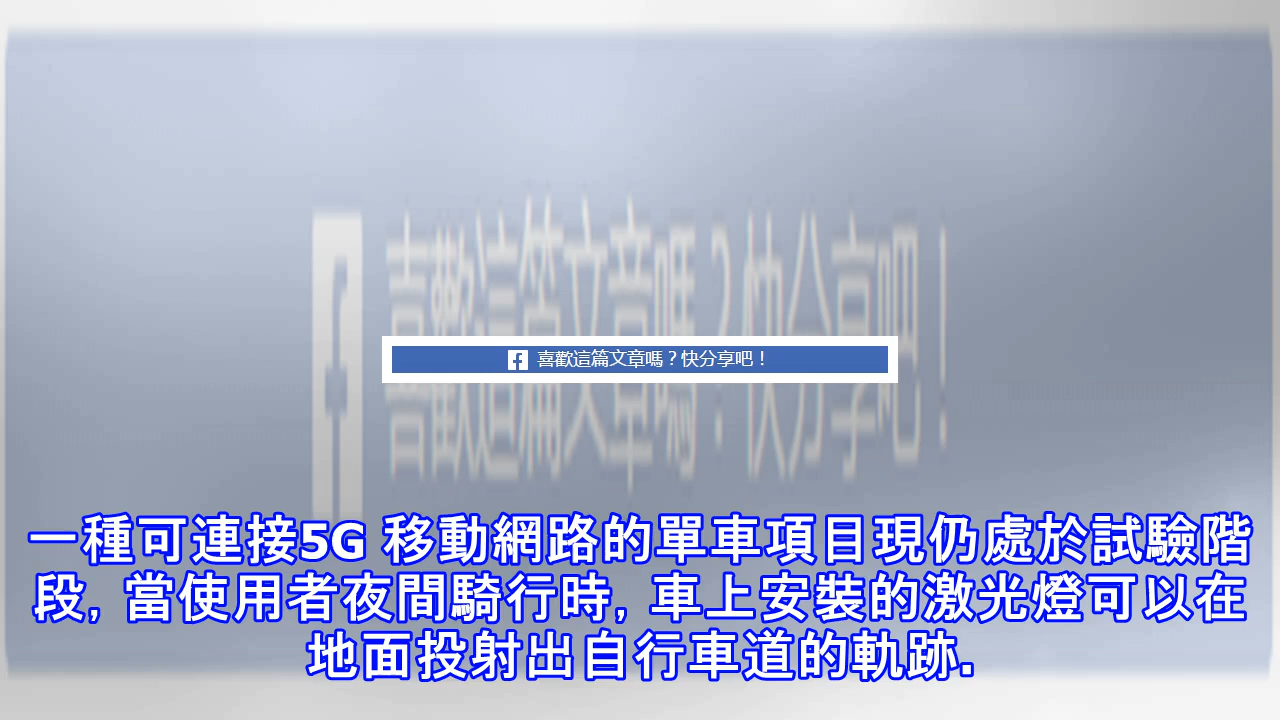 喜歡這篇文章嗎？快分享吧！
喜歡這篇文章嗎？快分享吧！
一種可連接5G 移動網路的單車項目現仍處於試驗階
段, 當使用者夜間騎行時, 車上安裝的激光燈可以在
地面投射出自行車道的軌跡.